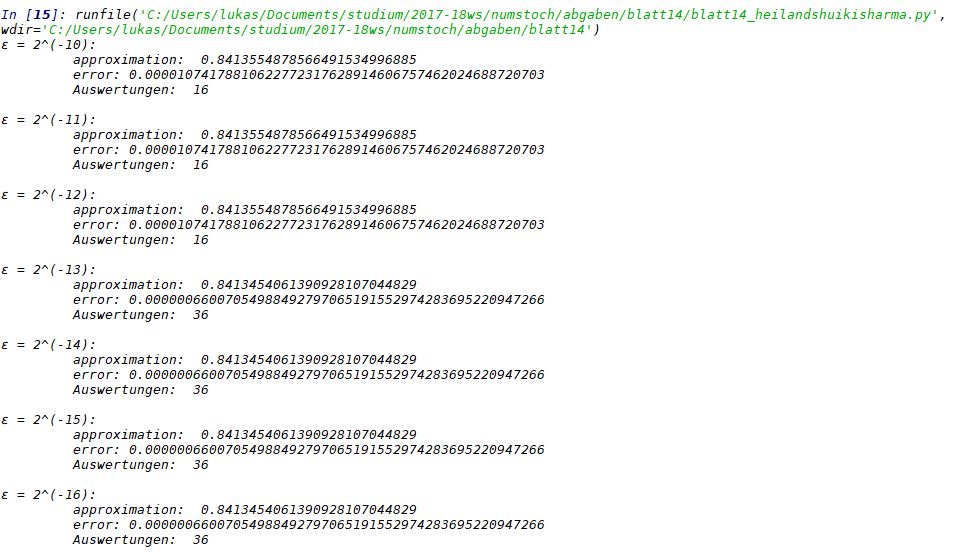 In [15]: runfile('C:/Users/lukas/Documents/studium/2017-18ws/numstoch/abgaben/blatt14/blatt14_heilandshuikisharma.py',
wdir='C:/Users/lukas/Documents/studium/2017-18ws/numstoch/abgaben/blatt14')
ε = 2^(-10):
approximation:  0.8413554878566491534996885
error: 0.0000107417881062277231762891460675746202468872070​3
Auswertungen:  16
ε = 2^(-11):
approximation:  0.8413554878566491534996885
error: 0.00001074178810622772317628914606757462024688720703
Auswertungen:  16
ε = 2^(-12):
approximation:  0.8413554878566491534996885
error: 0.00001074178810622772317628914606757462024688720703
Auswertungen:  16
ε = 2^(-13):
approximation:  0.8413454061390928107044829
error: 0.00000066007054988492797065191552974283695220947266
Auswertungen:  36
ε = 2^(-14):
approximation:  0.8413454061390928107044829
error: 0.00000066007054988492797065191552974283695220947266
Auswertungen:  36
ε = 2^(-15):
approximation:  0.8413454061390928107044829
error: 0.00000066007054988492797065191552974283695220947266
Auswertungen:  36
ε = 2^(-16):
approximation:  0.8413454061390928107044829
error: 0.00000066007054988492797065191552974283695220947266
Auswertungen:  36